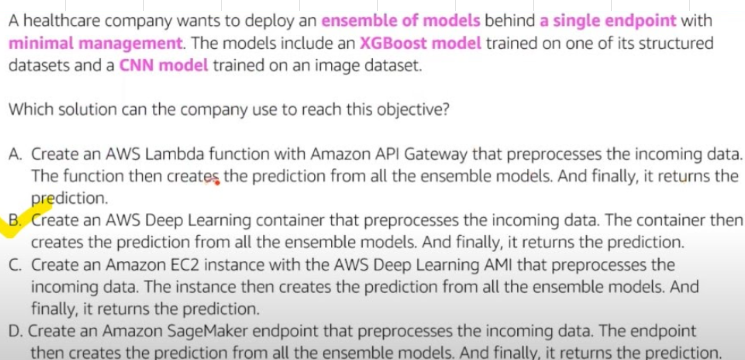 A healthcare company wants to deploy an ensemble of models behind a single endpoint with
minimal management. The models include an XGBoost model trained on one of its structured
datasets and a CNN model trained on an image dataset.
Which solution can the company use to reach this objective?
A. Create an AWS Lambda function with Amazon API Gateway that preprocesses the incoming data.
The function then creates the prediction from all the ensemble models. And finally, it returns the
prediction.
B. Create an AWS Deep Learning container that preprocesses the incoming data. The container then
creates the prediction from all the ensemble models. And finally, it returns the prediction.
C. Create an Amazon EC2 instance with the AWS Deep Learning AMI that preprocesses the
incoming data. The instance then creates the prediction from all the ensemble models. And
finally, it returns the prediction.
D. Create an Amazon SageMaker endpoint that preprocesses the incoming data. The endpoint
then creates the prediction from all the ensemble models. And finally, it returns the prediction.